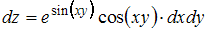 dz = e^{sin(xy)} cos(xy) · dxdy